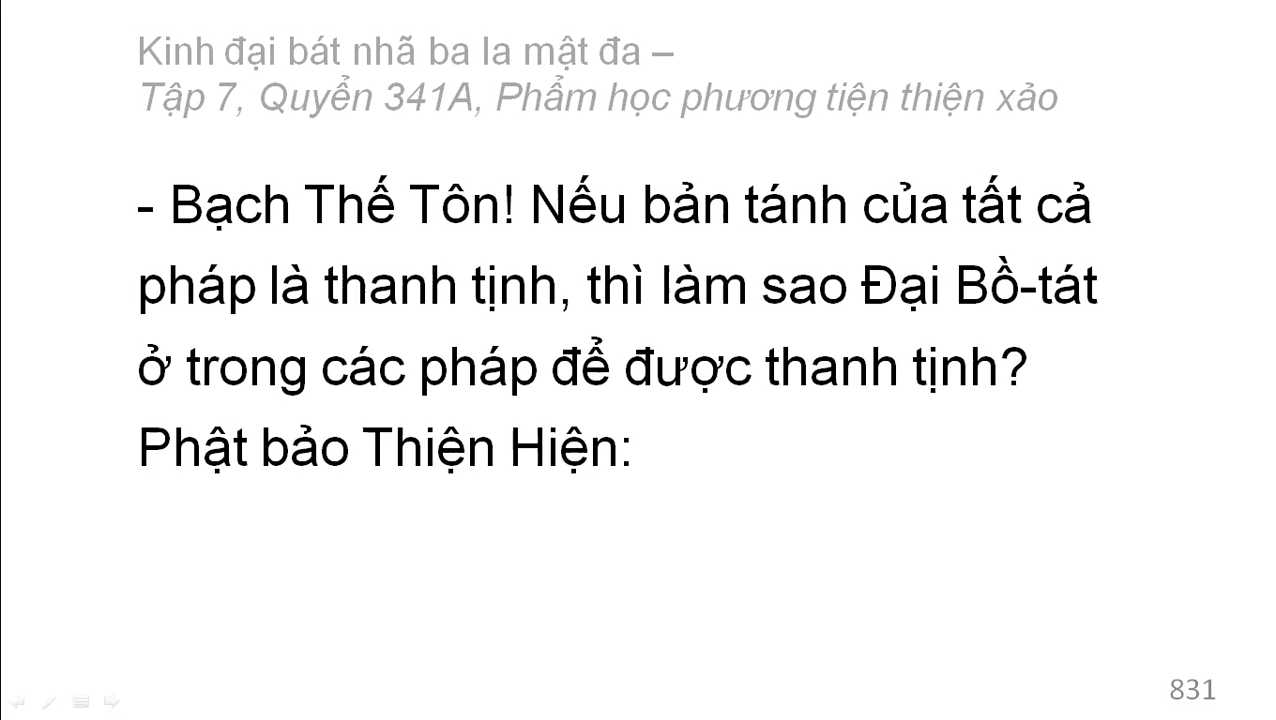 Kinh đại bát nhã ba la mật đa –
Tập 7, Quyển 341A, Phẩm học phương tiện thiện xảo
- Bạch Thế Tôn! Nếu bản tánh của tất cả
pháp là thanh tịnh, thì làm sao Đại Bồ-tát
ở trong các pháp để được thanh tịnh?
Phật bảo Thiện Hiện:
831